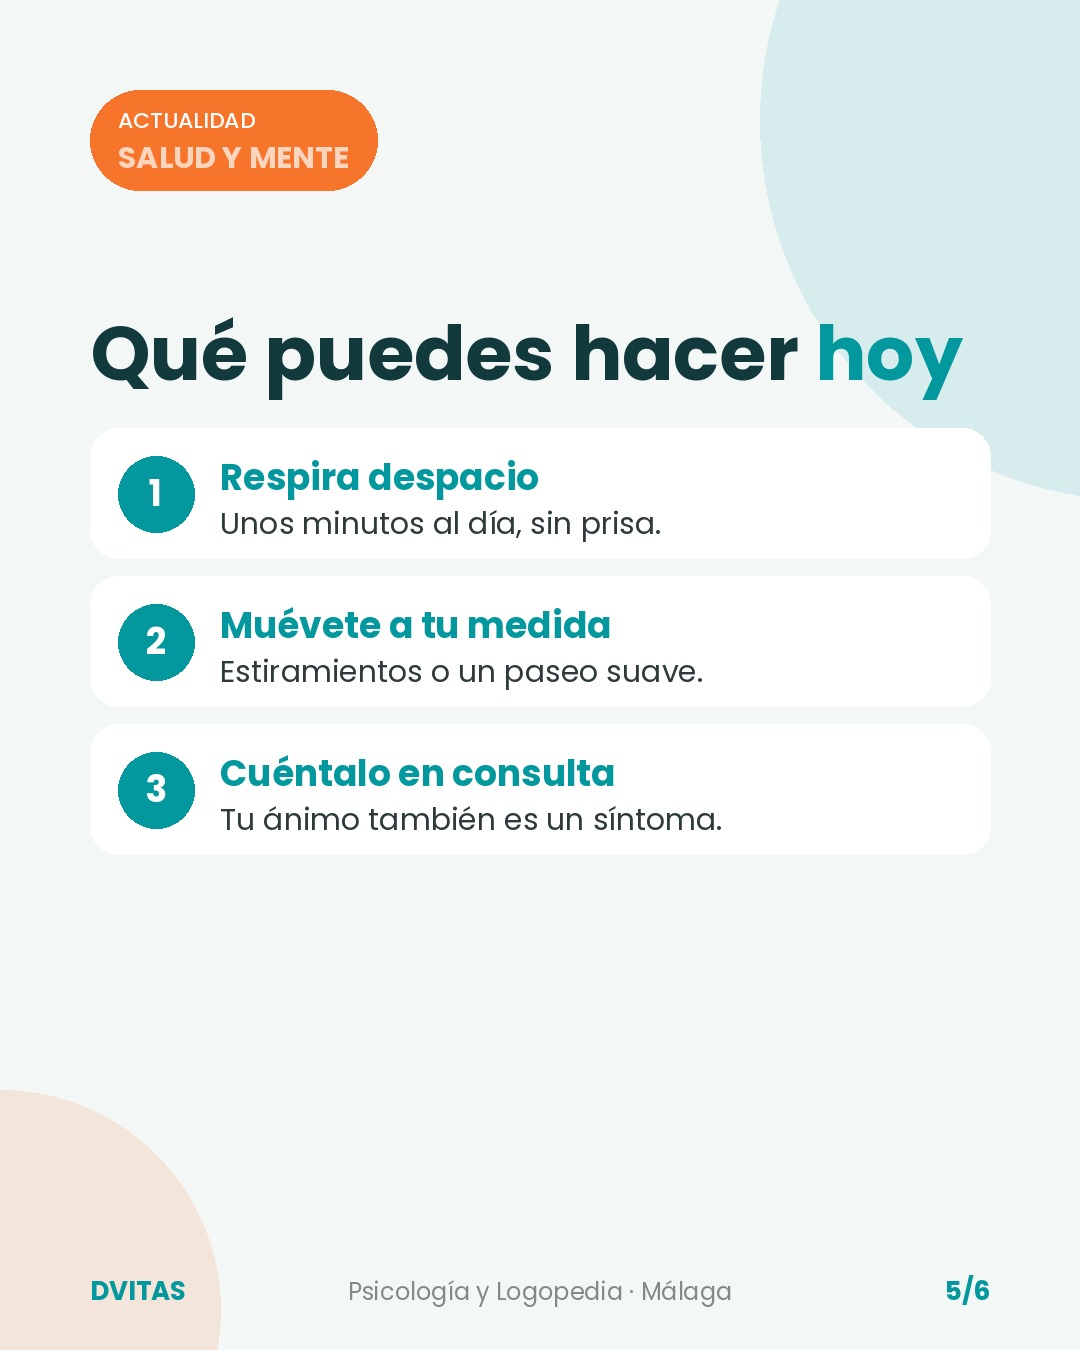 ACTUALIDAD
SALUD Y MENTE
Qué puedes hacer hoy
1
Respira despacio
Unos minutos al día, sin prisa.
2
Muévete a tu medida
Estiramientos o un paseo suave.
3
Cuéntalo en consulta
Tu ánimo también es un síntoma.
DVITAS
Psicología y Logopedia · Málaga
5/6